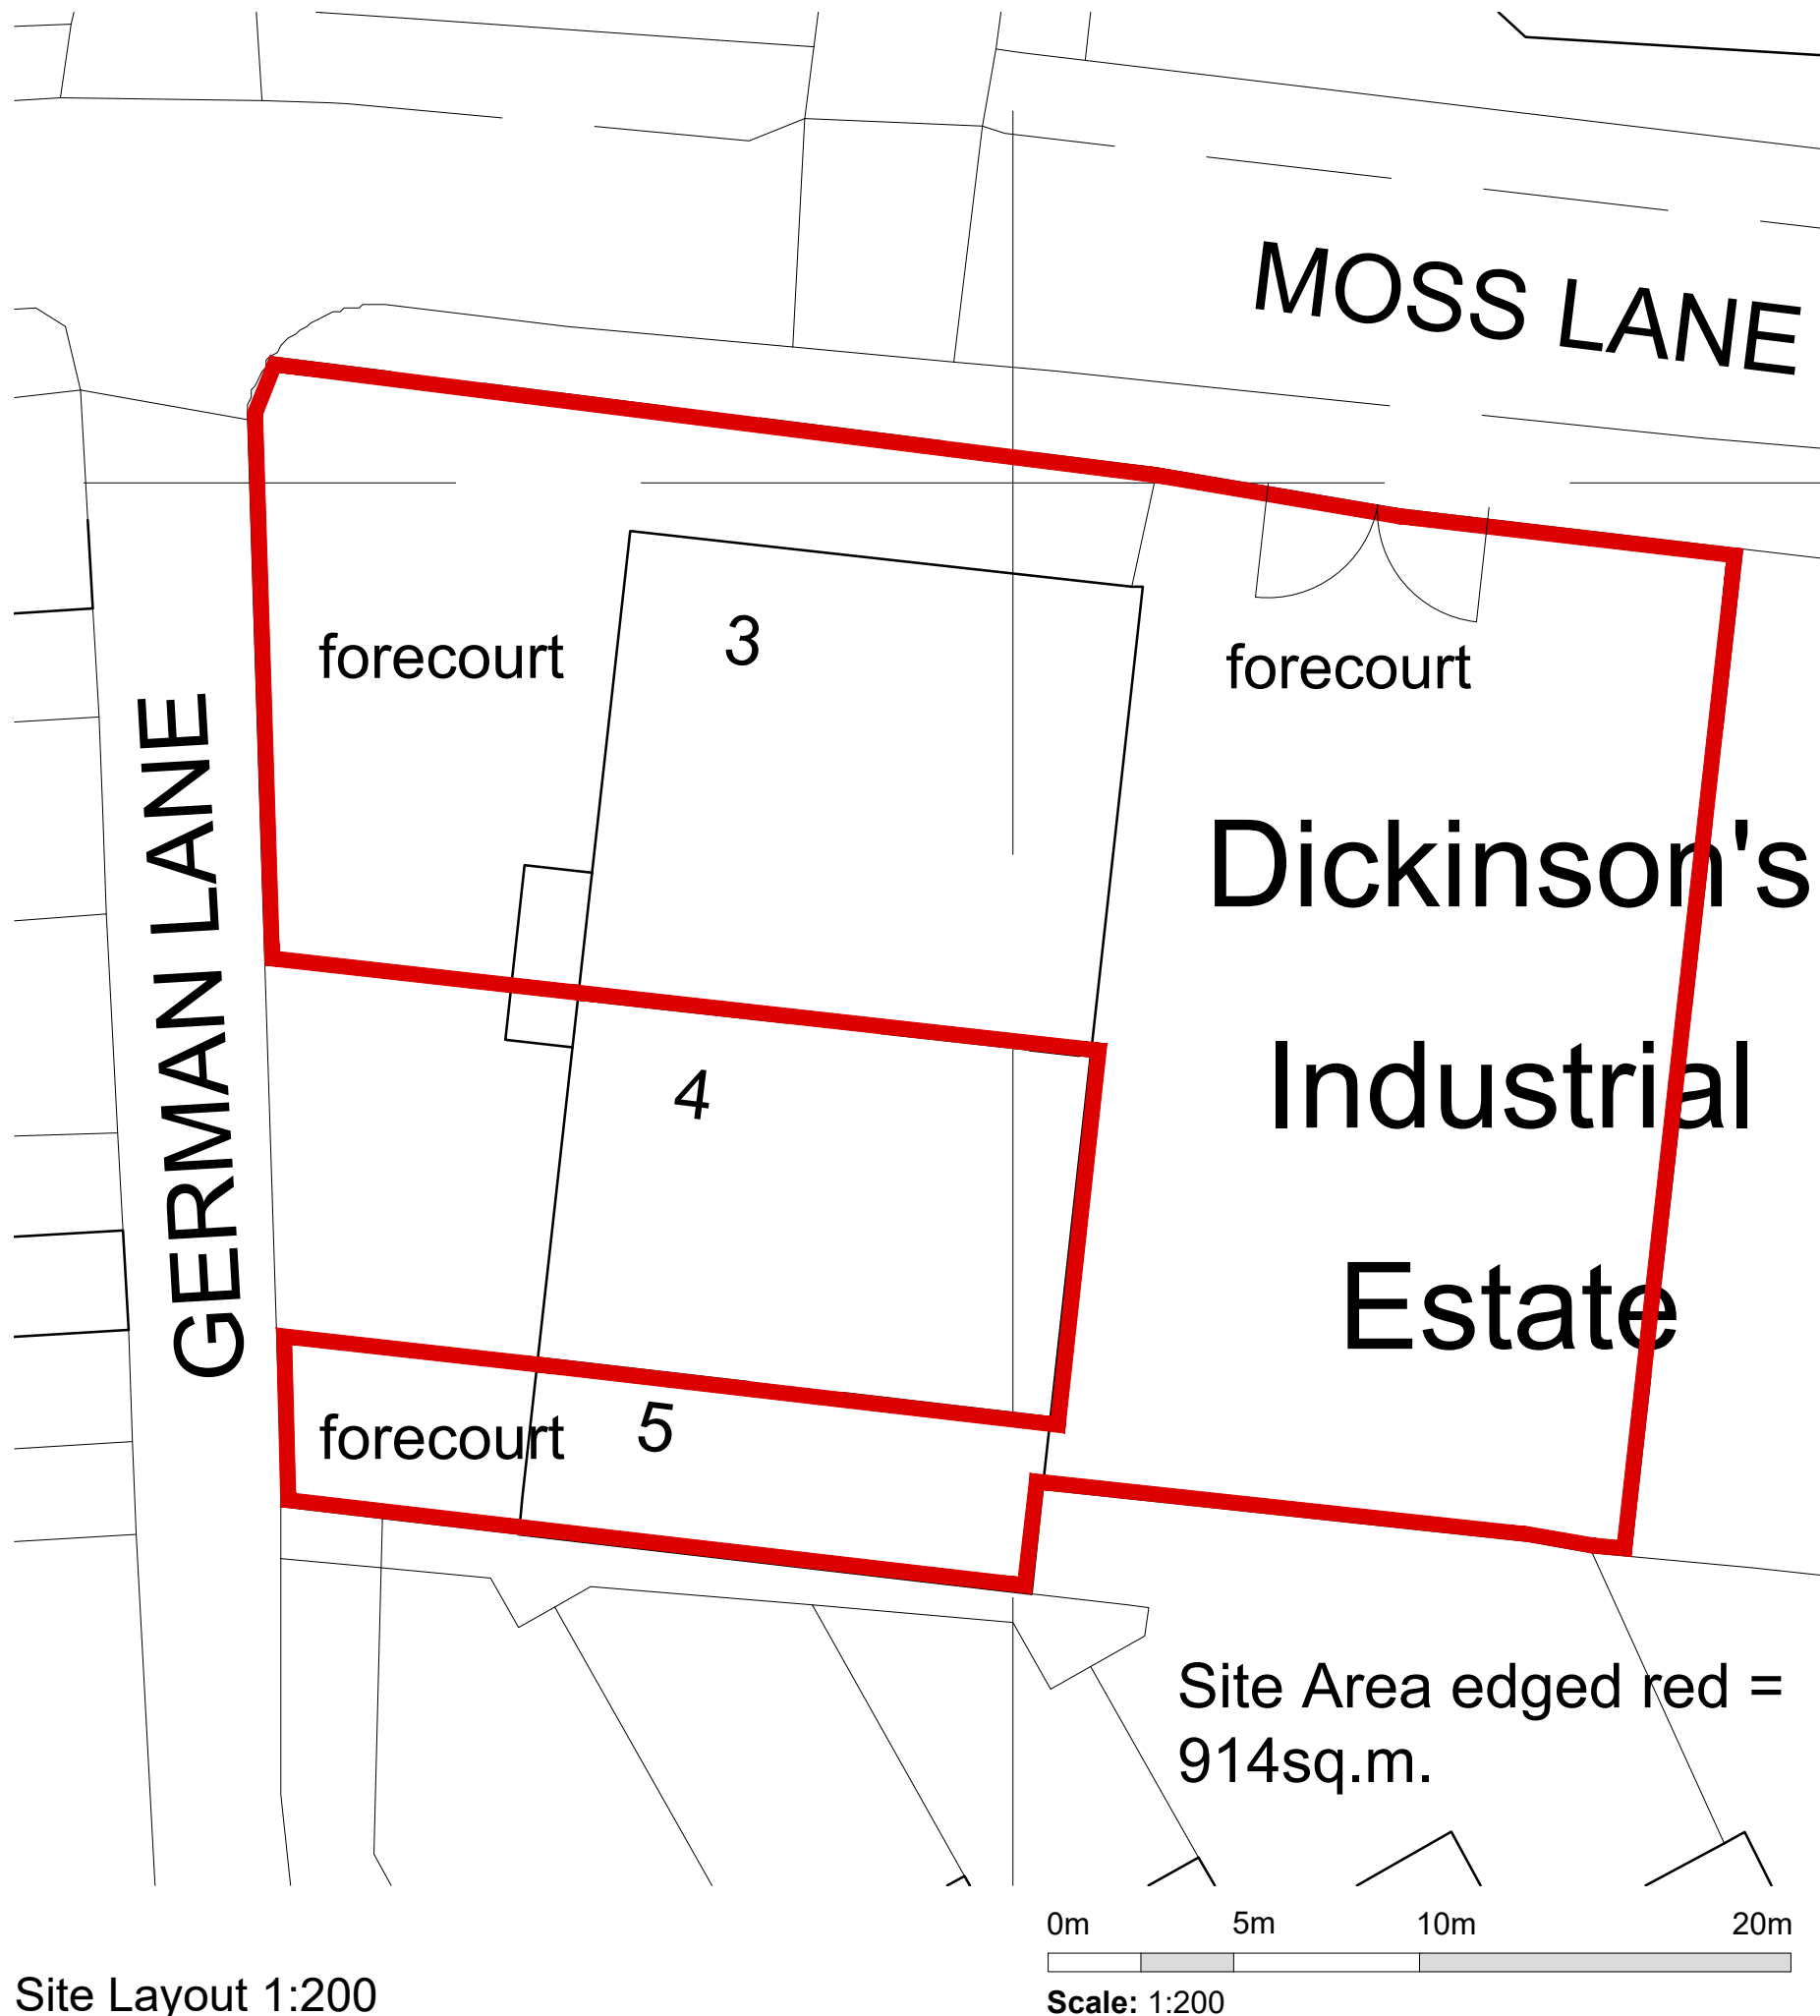 MOSS LANE
forecourt
3
forecourt
GERMAN LANE
Dickinson's
Industrial
Estate
4
forecourt
5
Site Area edged red =
914sq.m.
0m 5m 10m 20m
Site Layout 1:200
Scale: 1:200